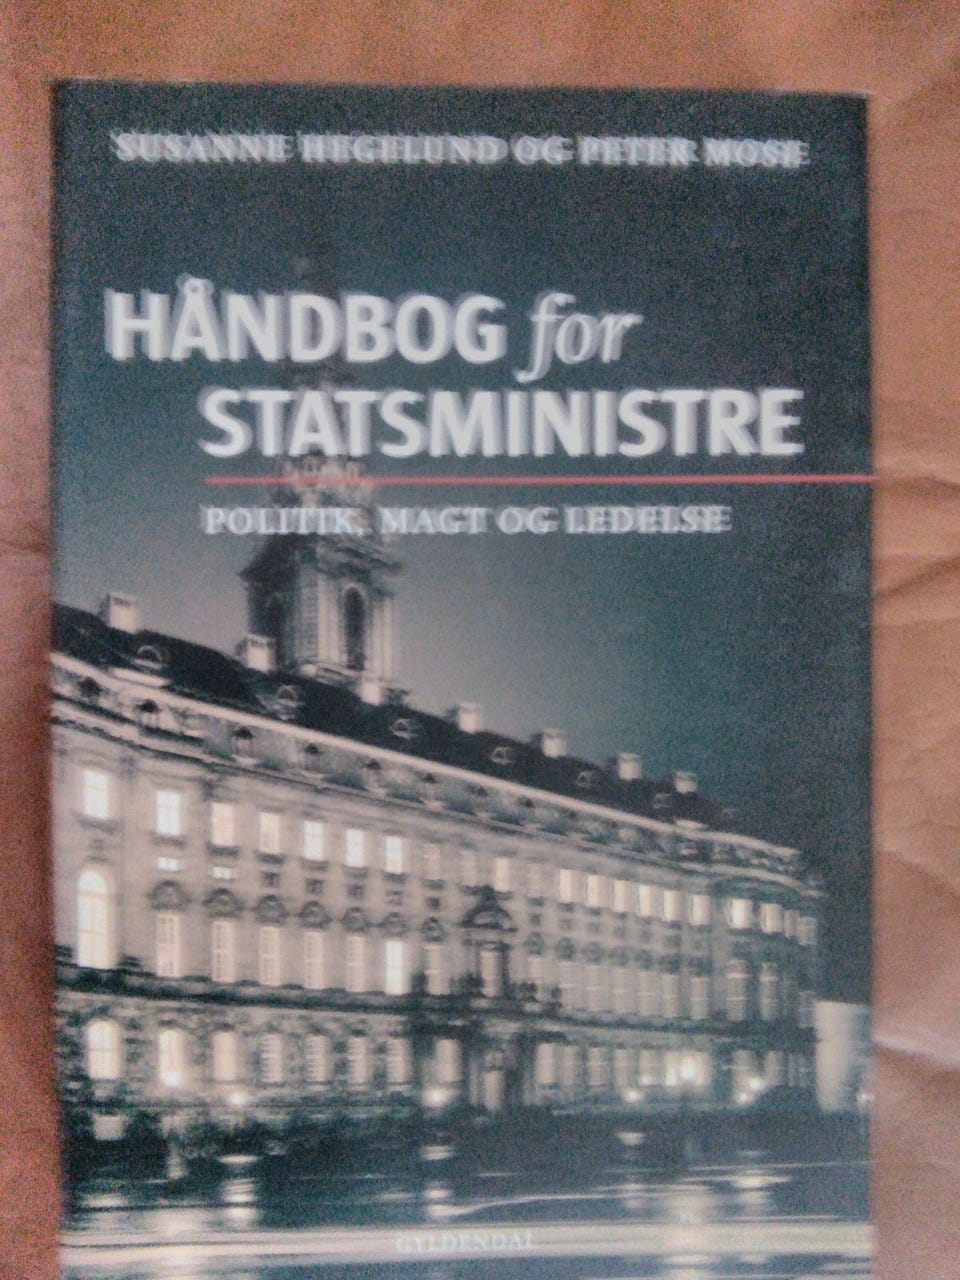 SUSANNE HEGELUND OG PETER MOSE
HÅNDBOG for
STATSMINISTRE
POLITIK, MAGT OG LEDELSE
GYLDENDAL